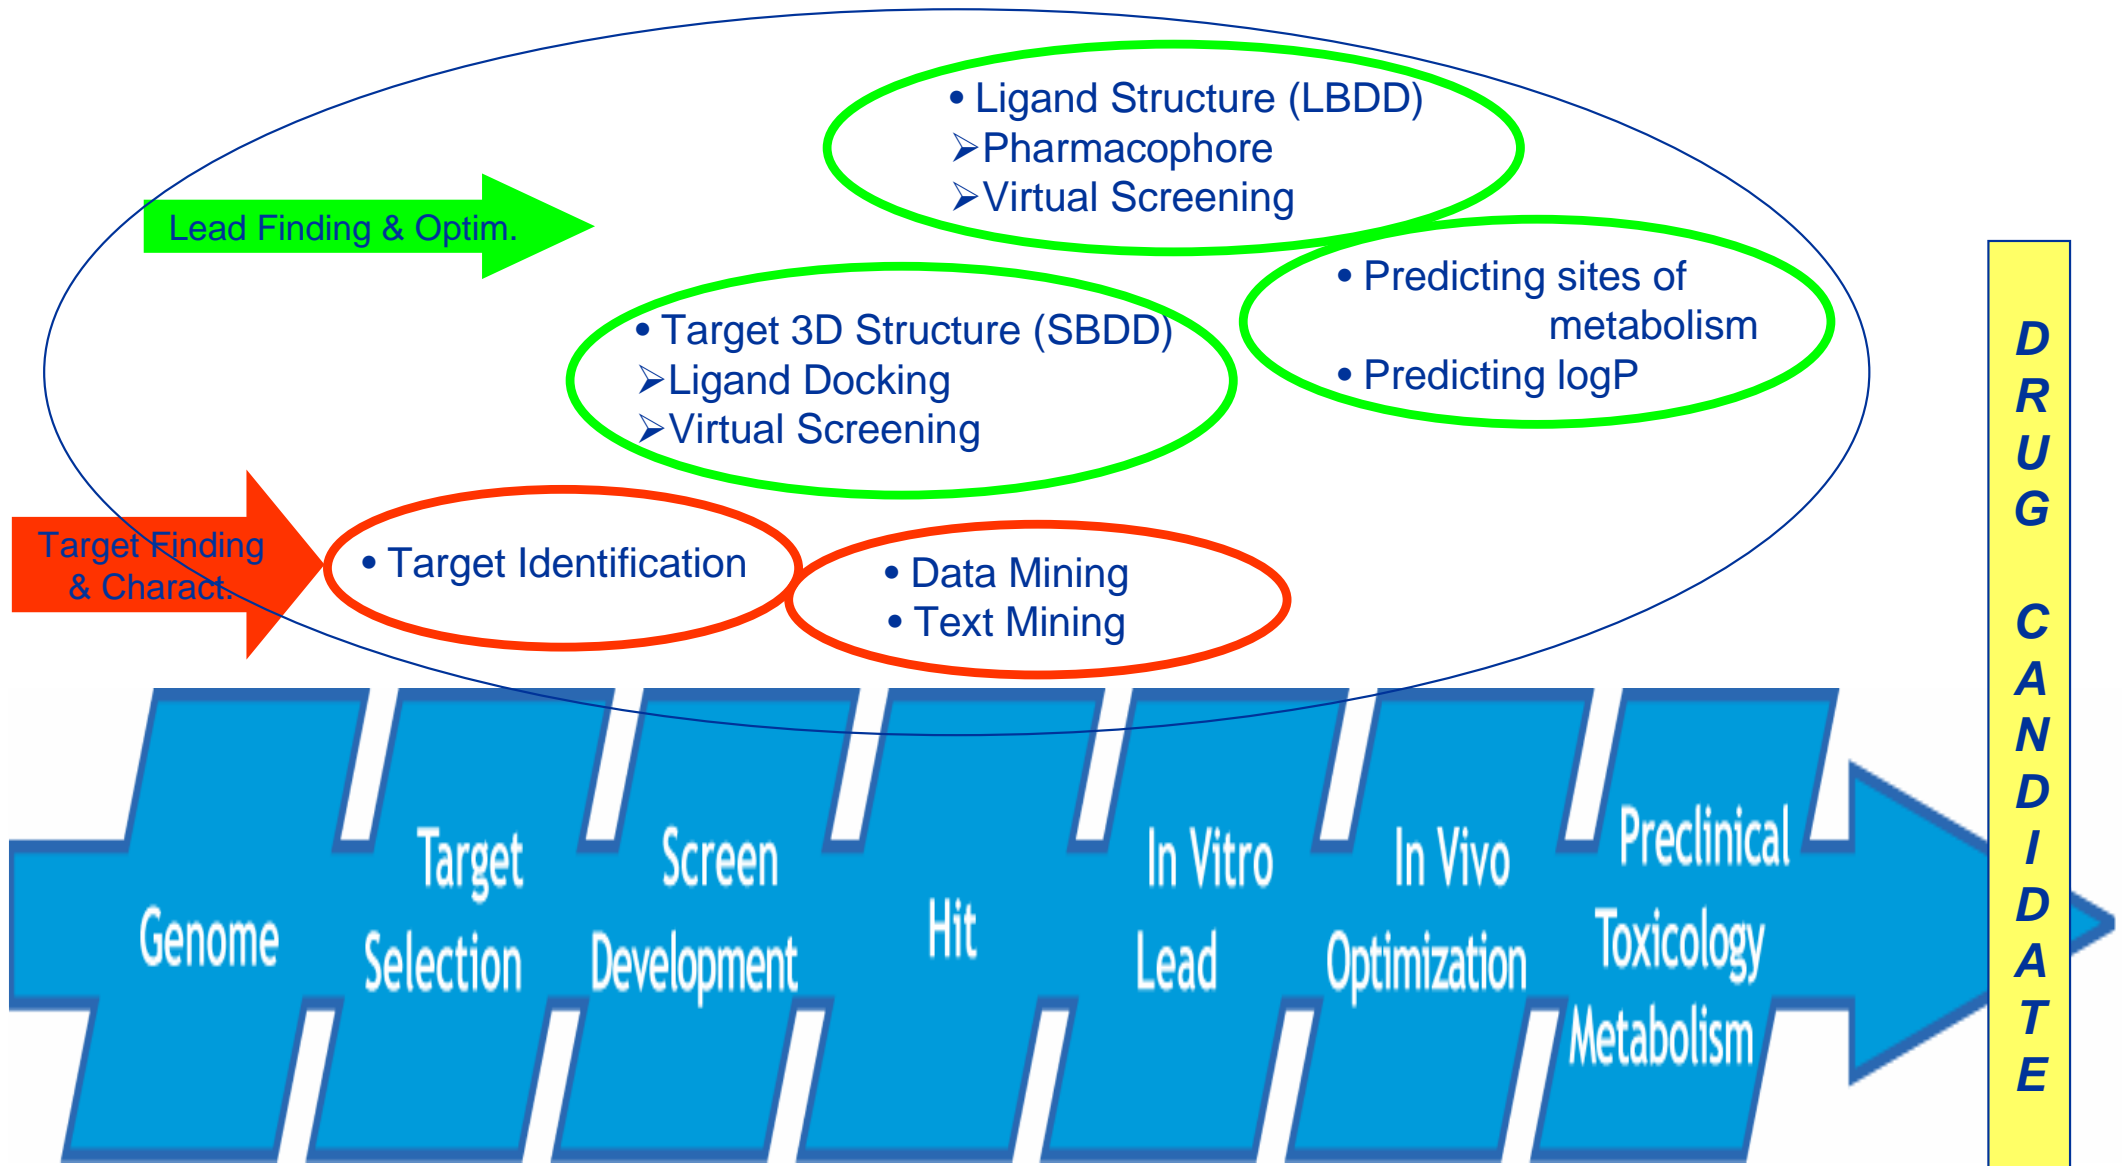 • Ligand Structure (LBDD)
➢Pharmacophore
➢Virtual Screening
Lead Finding & Optim.
• Predicting sites of
metabolism
• Predicting logP
• Target 3D Structure (SBDD)
➢Ligand Docking
➢Virtual Screening
Target Finding
& Charact.
• Target Identification
• Data Mining
• Text Mining
Genome
Target
Selection
Screen
Development
Hit
In Vitro
Lead
In Vivo
Optimization
Preclinical
Toxicology
Metabolism
DRUG CANDIDATE